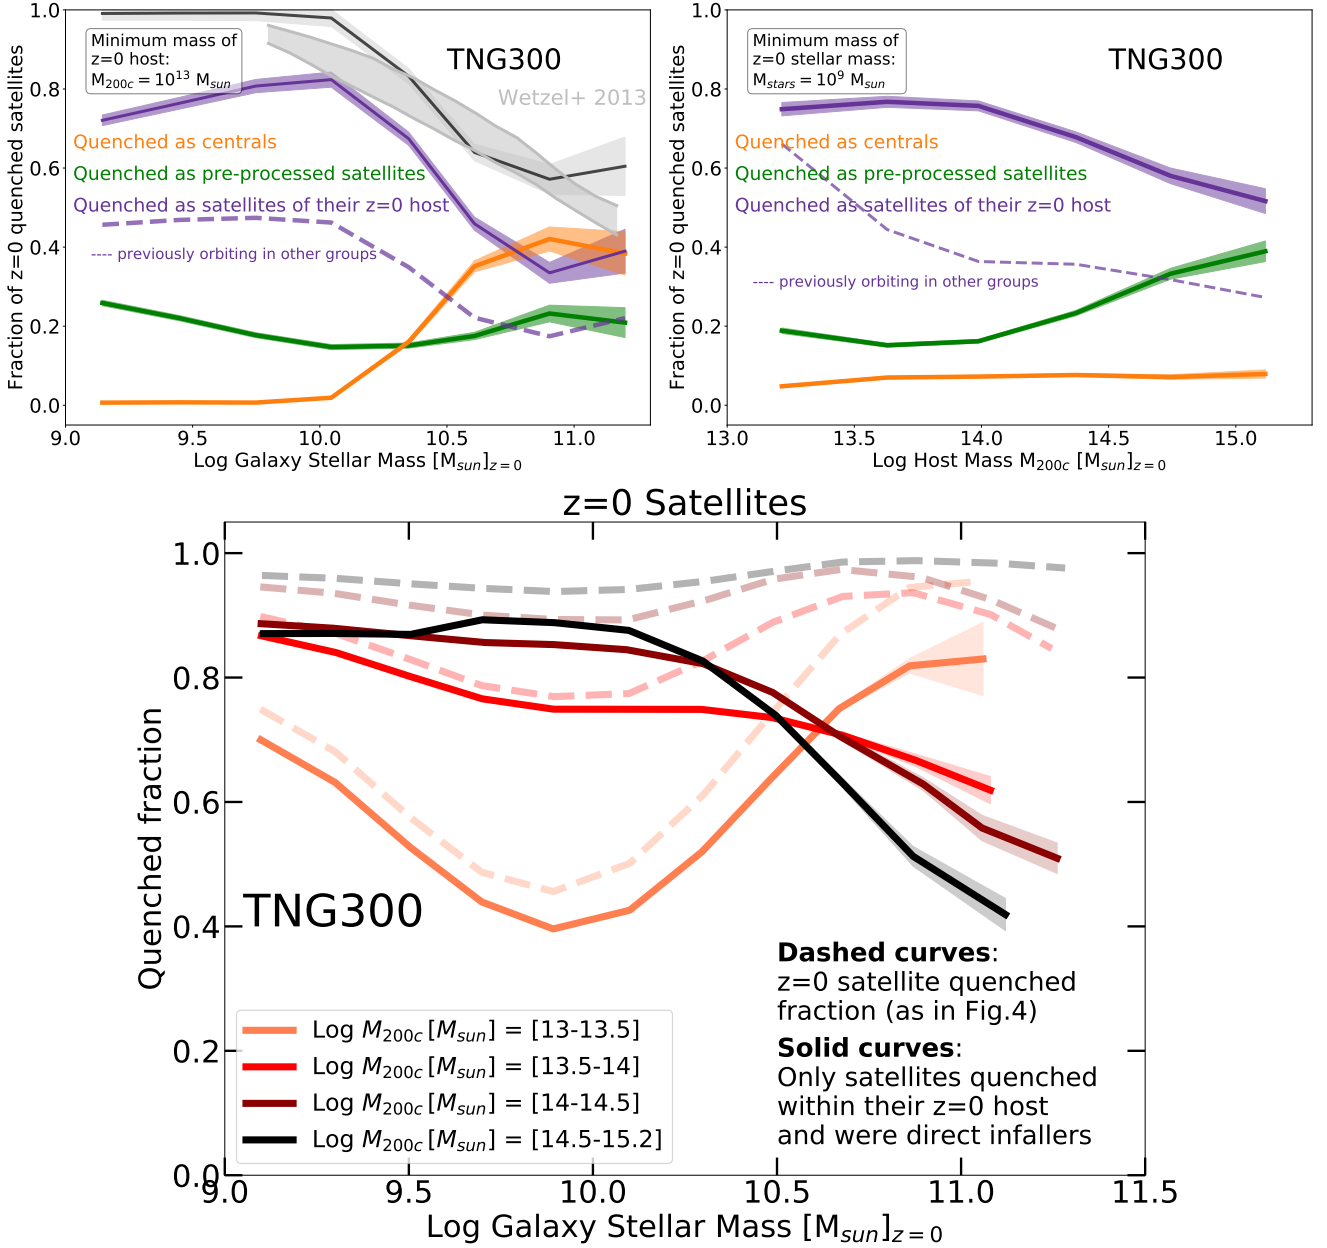 1.0
0.8
0.6
0.4
0.2
0.0
Fraction of z=0 quenched satellites
Minimum mass of
z=0 host:
M200c = 10^13 Msun
TNG300
Wetzel+ 2013
Quenched as centrals
Quenched as pre-processed satellites
Quenched as satellites of their z=0 host
---- previously orbiting in other groups
9.0 9.5 10.0 10.5 11.0
Log Galaxy Stellar Mass [Msun]z=0
1.0
0.8
0.6
0.4
0.2
0.0
Fraction of z=0 quenched satellites
Minimum mass of
z=0 stellar mass:
Mstars = 10^9 Msun
TNG300
Quenched as centrals
Quenched as pre-processed satellites
Quenched as satellites of their z=0 host
---- previously orbiting in other groups
13.0 13.5 14.0 14.5 15.0
Log Host Mass M200c [Msun]z=0
z=0 Satellites
1.0
0.8
0.6
0.4
0.2
0.0
Quenched fraction
TNG300
Log M200c [Msun] = [13-13.5]
Log M200c [Msun] = [13.5-14]
Log M200c [Msun] = [14-14.5]
Log M200c [Msun] = [14.5-15.2]
Dashed curves:
z=0 satellite quenched
fraction (as in Fig.4)
Solid curves:
Only satellites quenched
within their z=0 host
and were direct infallers
9.0 9.5 10.0 10.5 11.0 11.5
Log Galaxy Stellar Mass [Msun]z=0